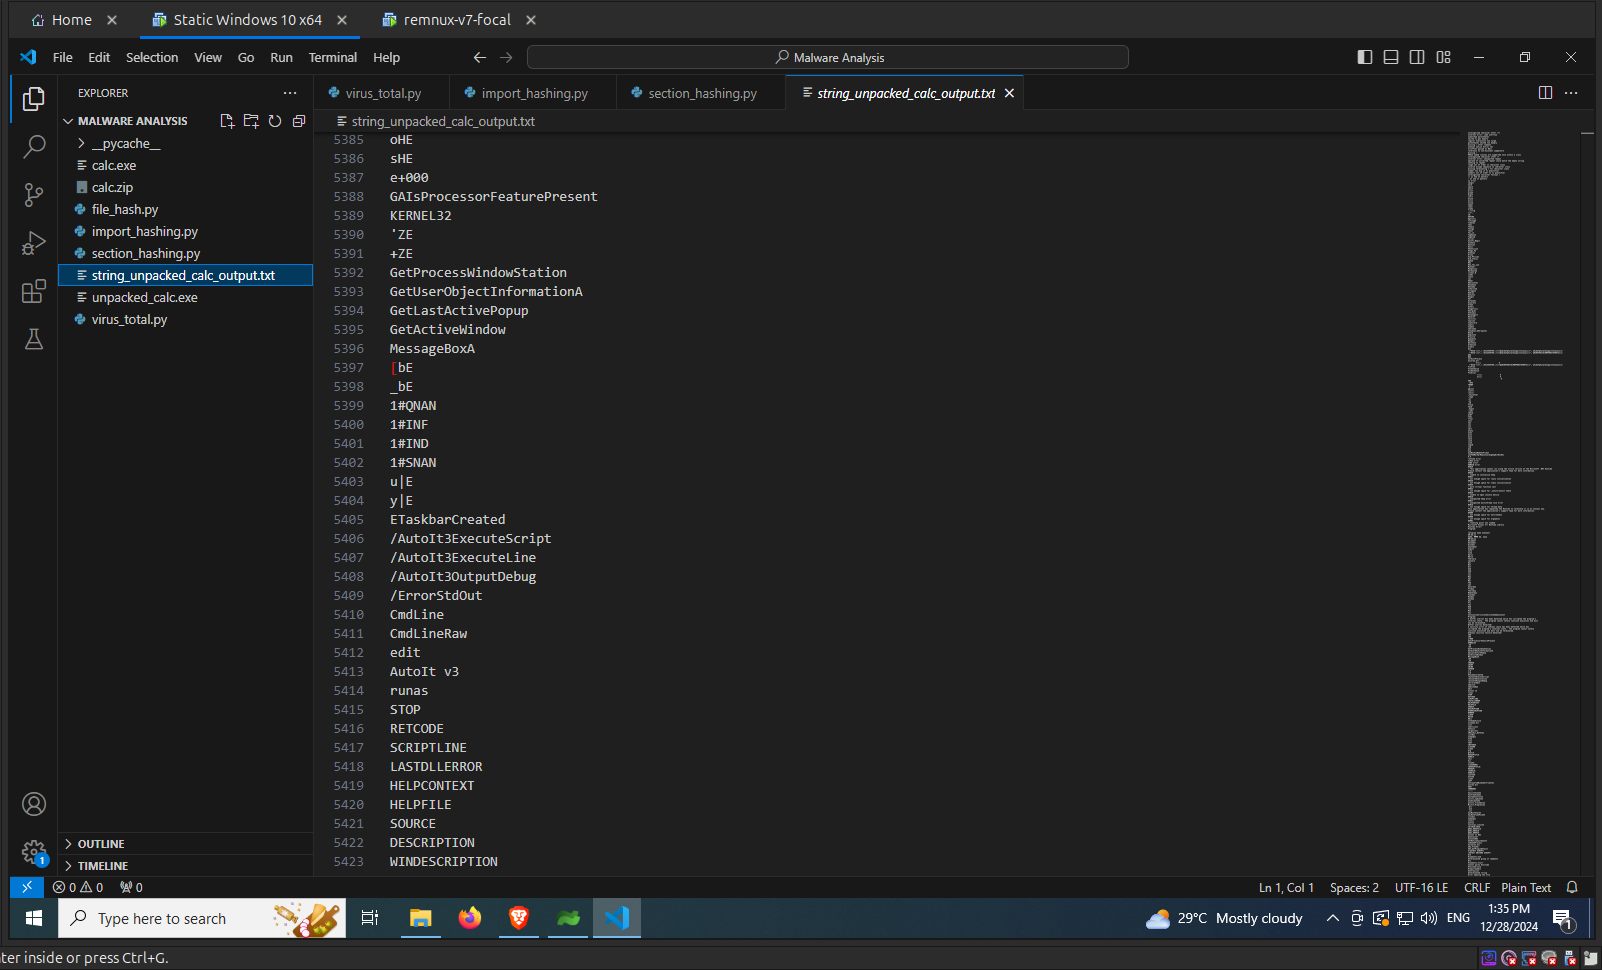 Home
Static Windows 10 x64
remnux-v7-focal
File Edit Selection View Go Run Terminal Help
Malware Analysis
EXPLORER
virus_total.py
import_hashing.py
section_hashing.py
string_unpacked_calc_output.txt
MALWARE ANALYSIS
string_unpacked_calc_output.txt
__pycache__
calc.exe
calc.zip
file_hash.py
import_hashing.py
section_hashing.py
string_unpacked_calc_output.txt
unpacked_calc.exe
virus_total.py
5385 oHE
5386 sHE
5387 e+000
5388 GAIsProcessorFeaturePresent
5389 KERNEL32
5390 'ZE
5391 +ZE
5392 GetProcessWindowStation
5393 GetUserObjectInformationA
5394 GetLastActivePopup
5395 GetActiveWindow
5396 MessageBoxA
5397 [bE
5398 _bE
5399 1#QNAN
5400 1#INF
5401 1#IND
5402 1#SNAN
5403 u|E
5404 y|E
5405 ETaskbarCreated
5406 /AutoIt3ExecuteScript
5407 /AutoIt3ExecuteLine
5408 /AutoIt3OutputDebug
5409 /ErrorStdOut
5410 CmdLine
5411 CmdLineRaw
5412 edit
5413 AutoIt v3
5414 runas
5415 STOP
5416 RETCODE
5417 SCRIPTLINE
5418 LASTDLLERROR
5419 HELPCONTEXT
5420 HELPFILE
5421 SOURCE
5422 DESCRIPTION
5423 WINDESCRIPTION
OUTLINE
TIMELINE
1
0 0 0
Ln 1, Col 1 Spaces: 2 UTF-16 LE CRLF Plain Text
Type here to search
29°C Mostly cloudy
ENG
1:35 PM
12/28/2024
1
ter inside or press Ctrl+G.